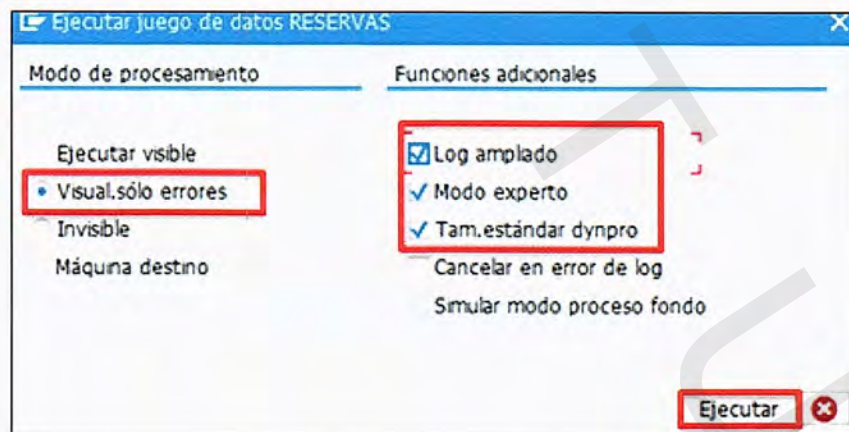 Ejecutar juego de datos RESERVAS
Modo de procesamiento
Funciones adicionales
Ejecutar visible
Visual.sólo errores
Invisible
Máquina destino
Log ampliado
Modo experto
Tam.estándar dynpro
Cancelar en error de log
Simular modo proceso fondo
Ejecutar